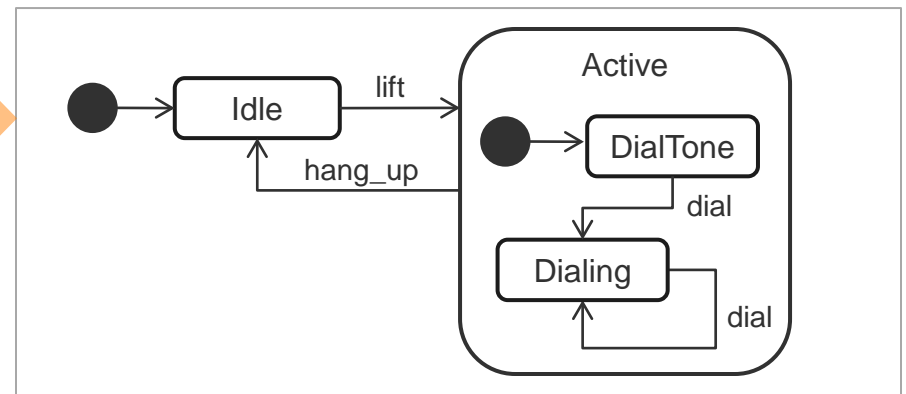 Active
lift
Idle
DialTone
hang_up
dial
Dialing
dial